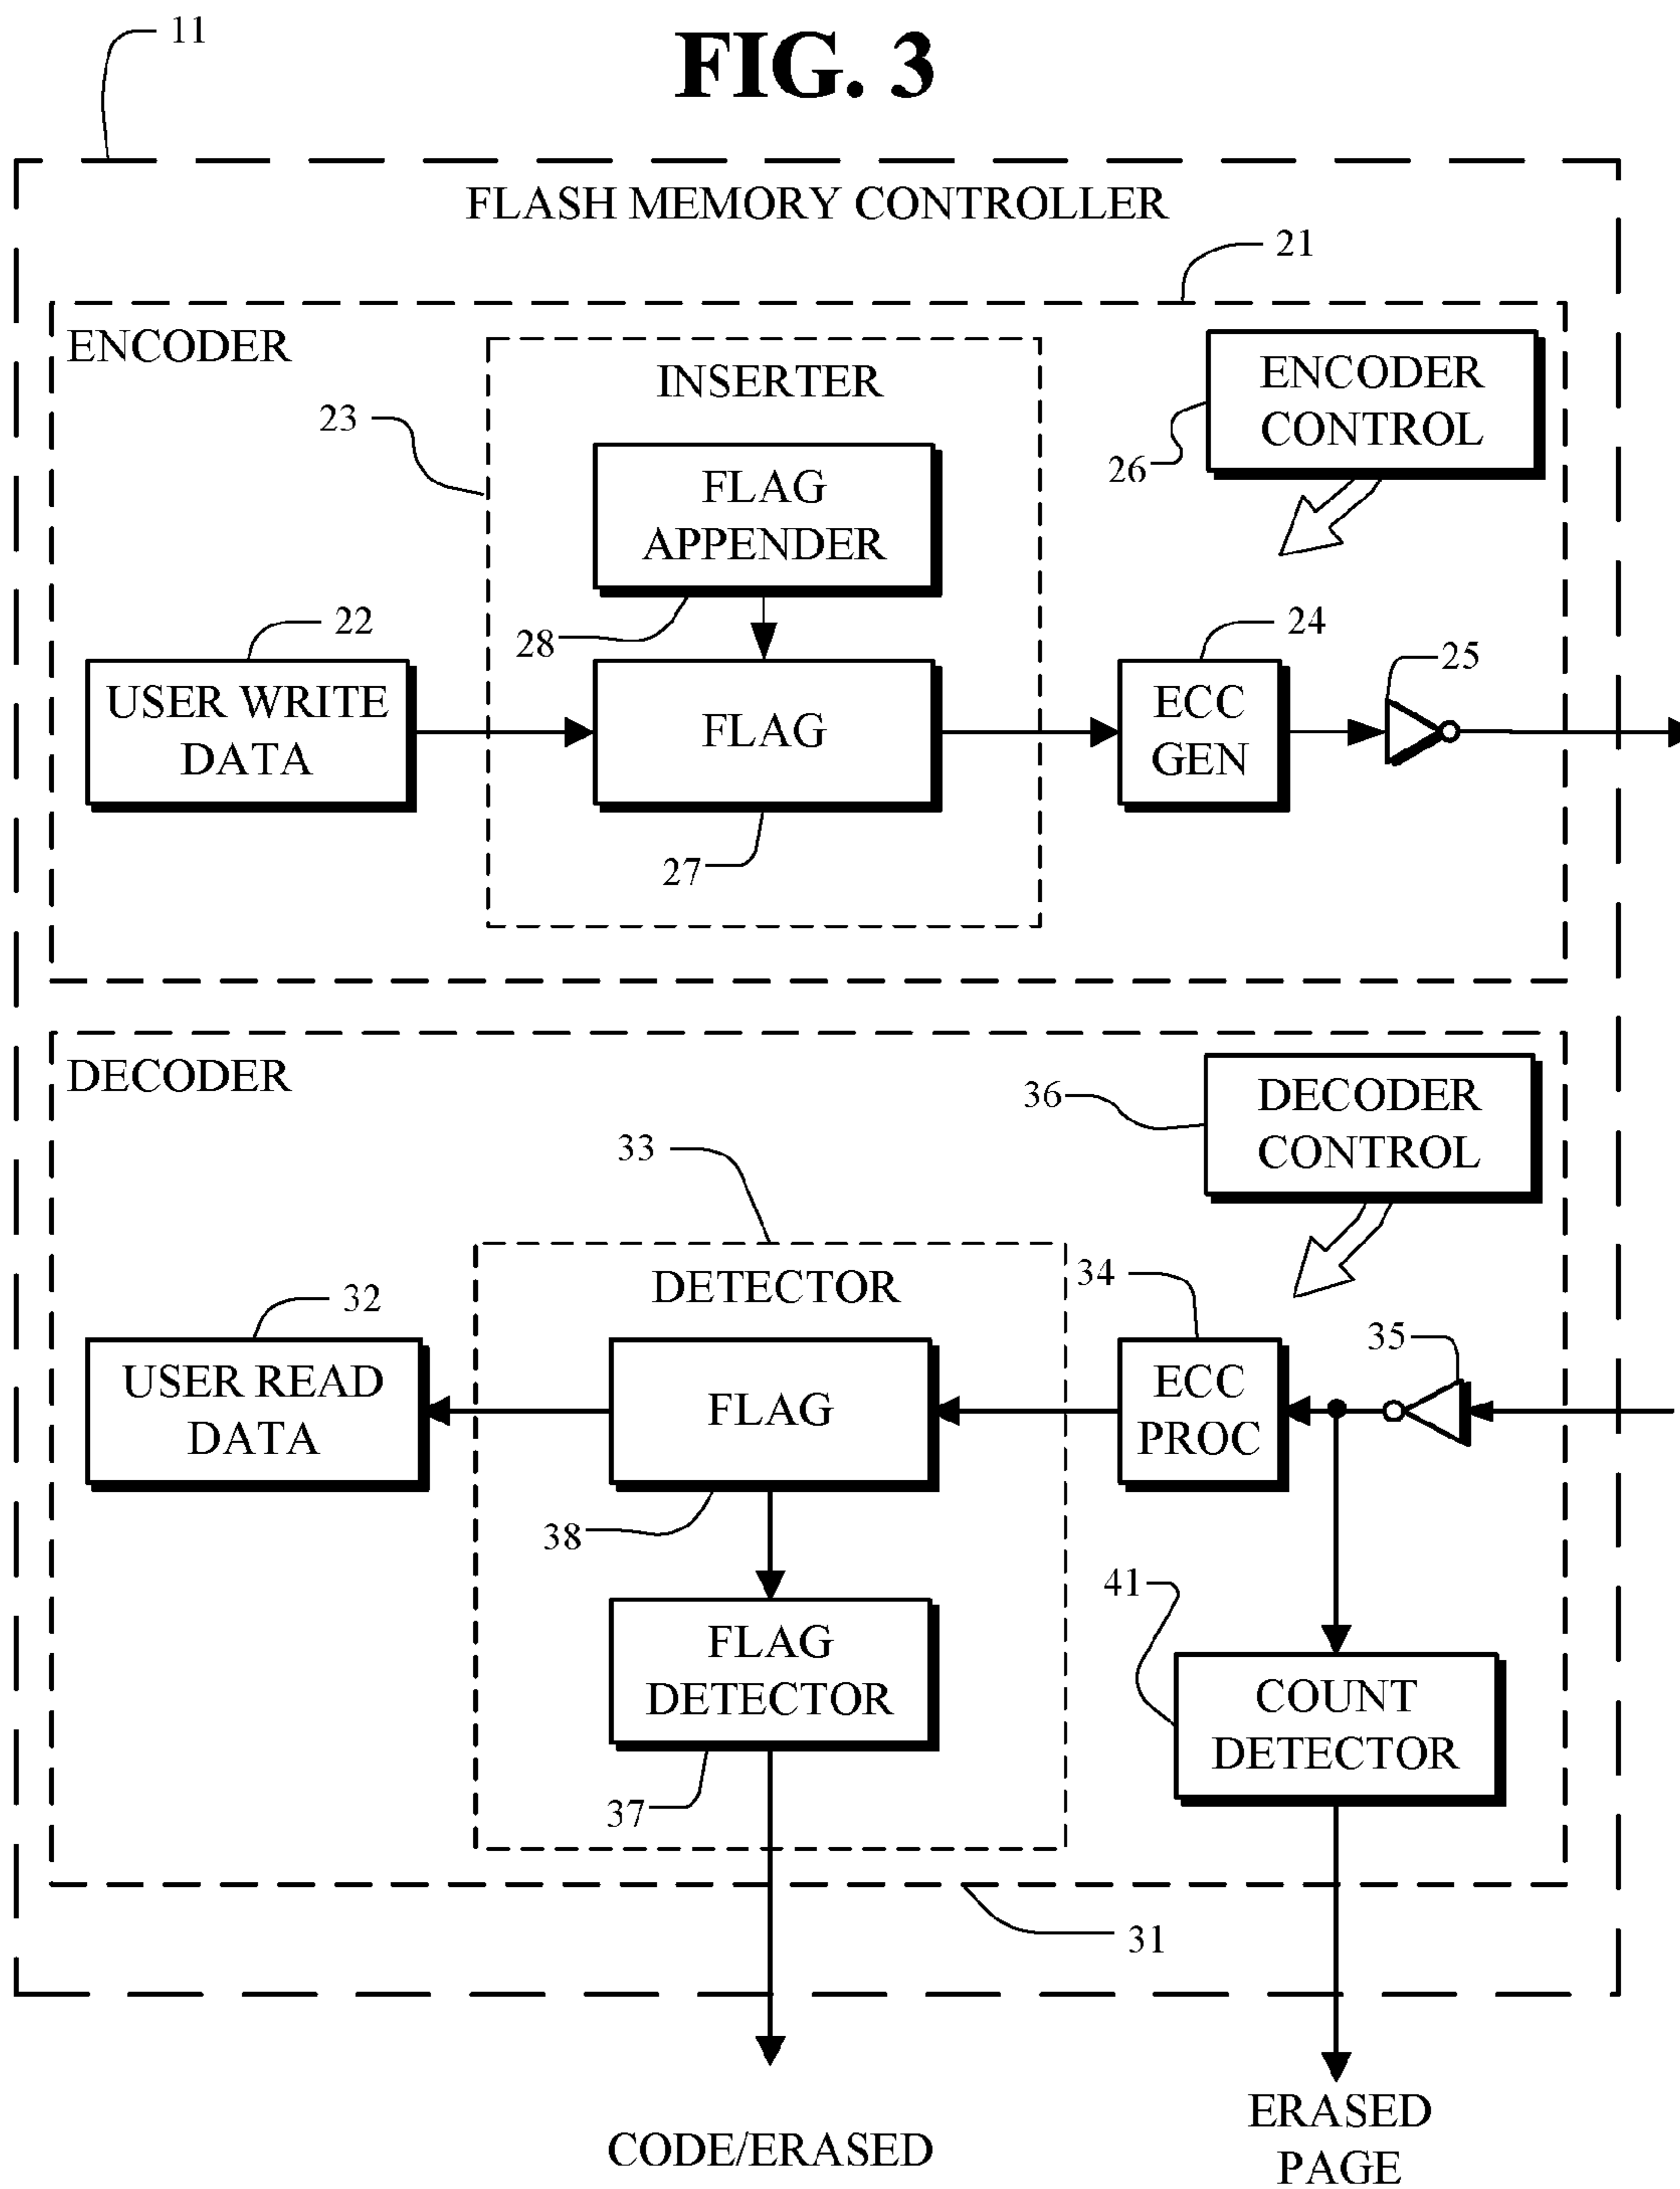 11
FIG. 3
FLASH MEMORY CONTROLLER
21
ENCODER
INSERTER
ENCODER
CONTROL
23
26
FLAG
APPENDER
28
22
24
25
USER WRITE
DATA
FLAG
ECC
GEN
27
DECODER
36
DECODER
CONTROL
33
34
DETECTOR
32
35
USER READ
DATA
FLAG
ECC
PROC
38
41
FLAG
DETECTOR
COUNT
DETECTOR
37
31
CODE/ERASED
ERASED
PAGE